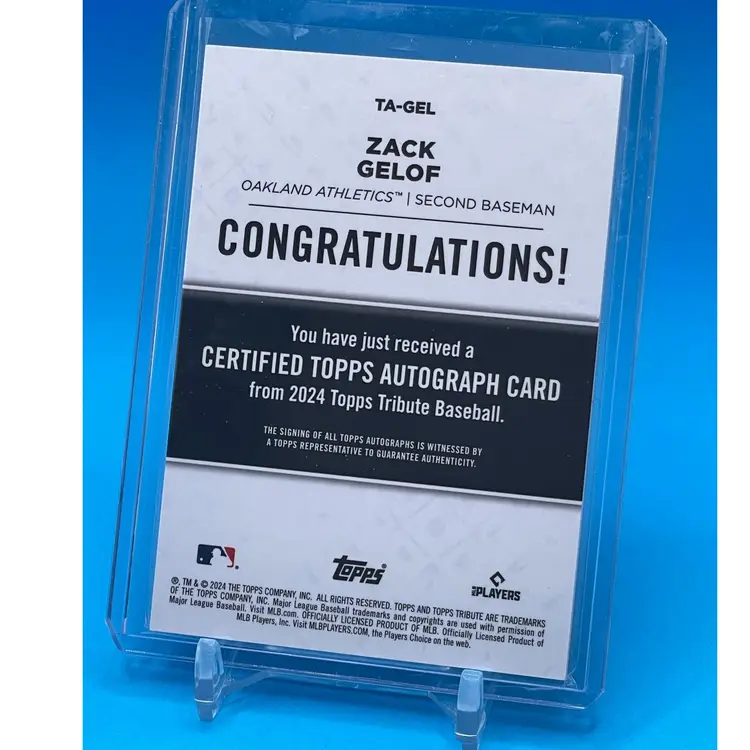 TA-GEL
ZACK
GELOF
OAKLAND ATHLETICS™ | SECOND BASEMAN
CONGRATULATIONS!
You have just received a
CERTIFIED TOPPS AUTOGRAPH CARD
from 2024 Topps Tribute Baseball.
THE SIGNING OF ALL TOPPS AUTOGRAPHS IS WITNESSED BY
A TOPPS REPRESENTATIVE TO GUARANTEE AUTHENTICITY.
Topps
MLB PLAYERS
®, TM & © 2024 THE TOPPS COMPANY, INC. ALL RIGHTS RESERVED. TOPPS AND TOPPS TRIBUTE ARE TRADEMARKS
OF THE TOPPS COMPANY, INC. Major League Baseball trademarks and copyrights are used with permission of
Major League Baseball. Visit MLB.com. OFFICIALLY LICENSED PRODUCT OF MLB. Officially Licensed Product of
MLB Players, Inc. Visit MLBPLAYERS.COM, the Players Choice on the web.